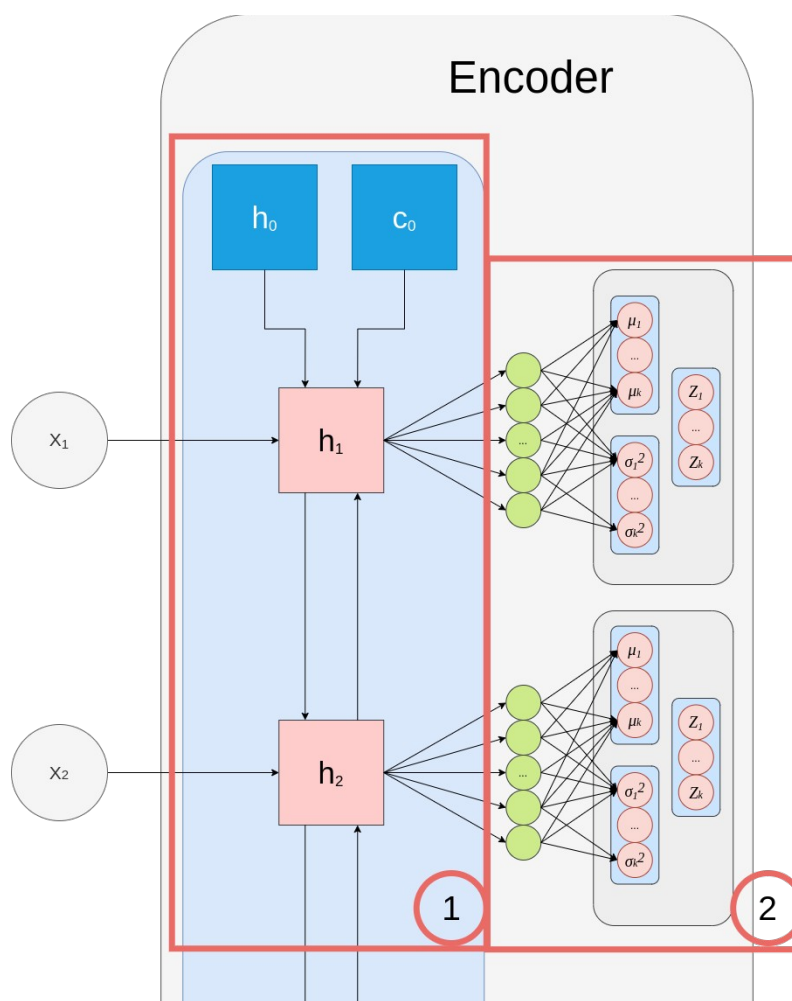 Encoder
h₀ c₀
μ₁
...
μₖ
Z₁
...
Zₖ
x₁
h₁
...
σ₁²
...
σₖ²
μ₁
...
μₖ
Z₁
...
Zₖ
x₂
h₂
...
σ₁²
...
σₖ²
1
2